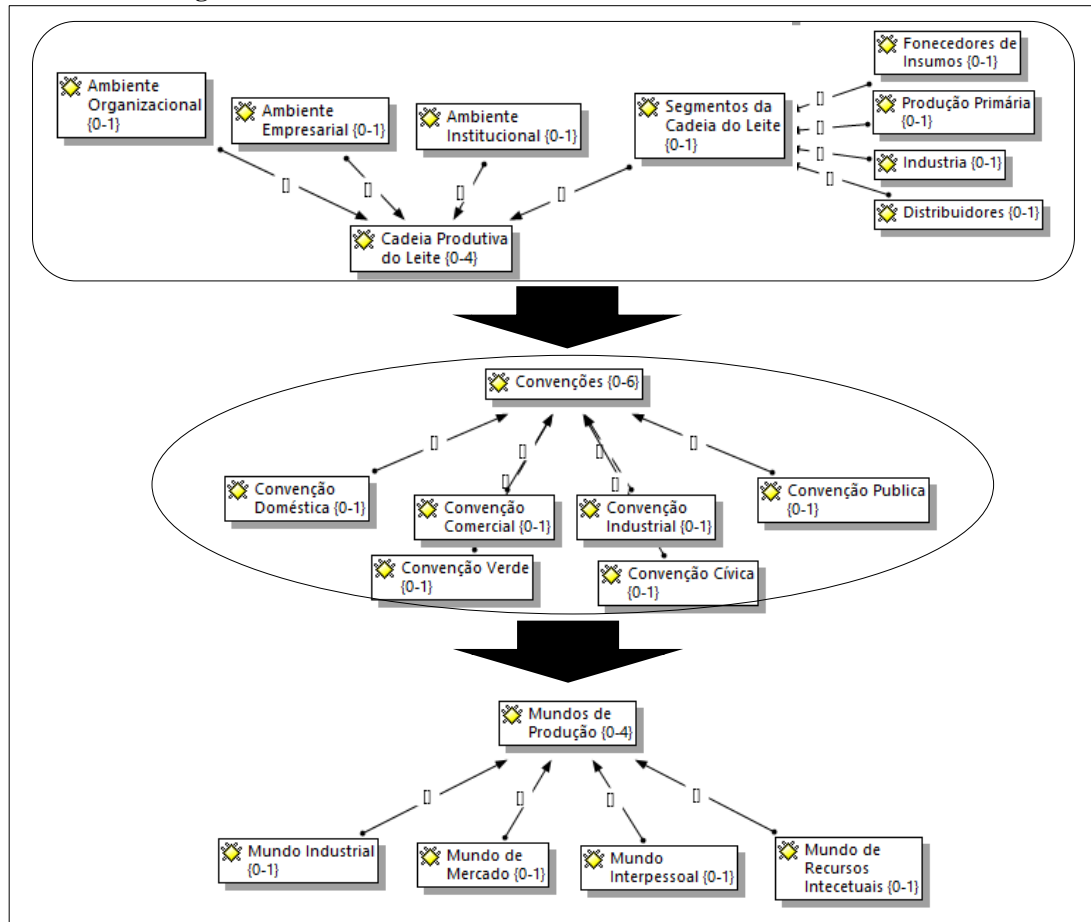 Ambiente
Organizacional
{0-1}
Ambiente
Empresarial {0-1}
Ambiente
Institucional {0-1}
Segmentos da
Cadeia do Leite
{0-1}
Fonecedores de
Insumos {0-1}
Produção Primária
{0-1}
Industria {0-1}
Distribuidores {0-1}
Cadeia Produtiva
do Leite {0-4}
Convenções {0-6}
Convenção
Doméstica {0-1}
Convenção
Comercial {0-1}
Convenção
Industrial {0-1}
Convenção Publica
{0-1}
Convenção Verde
{0-1}
Convenção Cívica
{0-1}
Mundos de
Produção {0-4}
Mundo Industrial
{0-1}
Mundo de
Mercado {0-1}
Mundo
Interpessoal {0-1}
Mundo de
Recursos
Intecetuais {0-1}